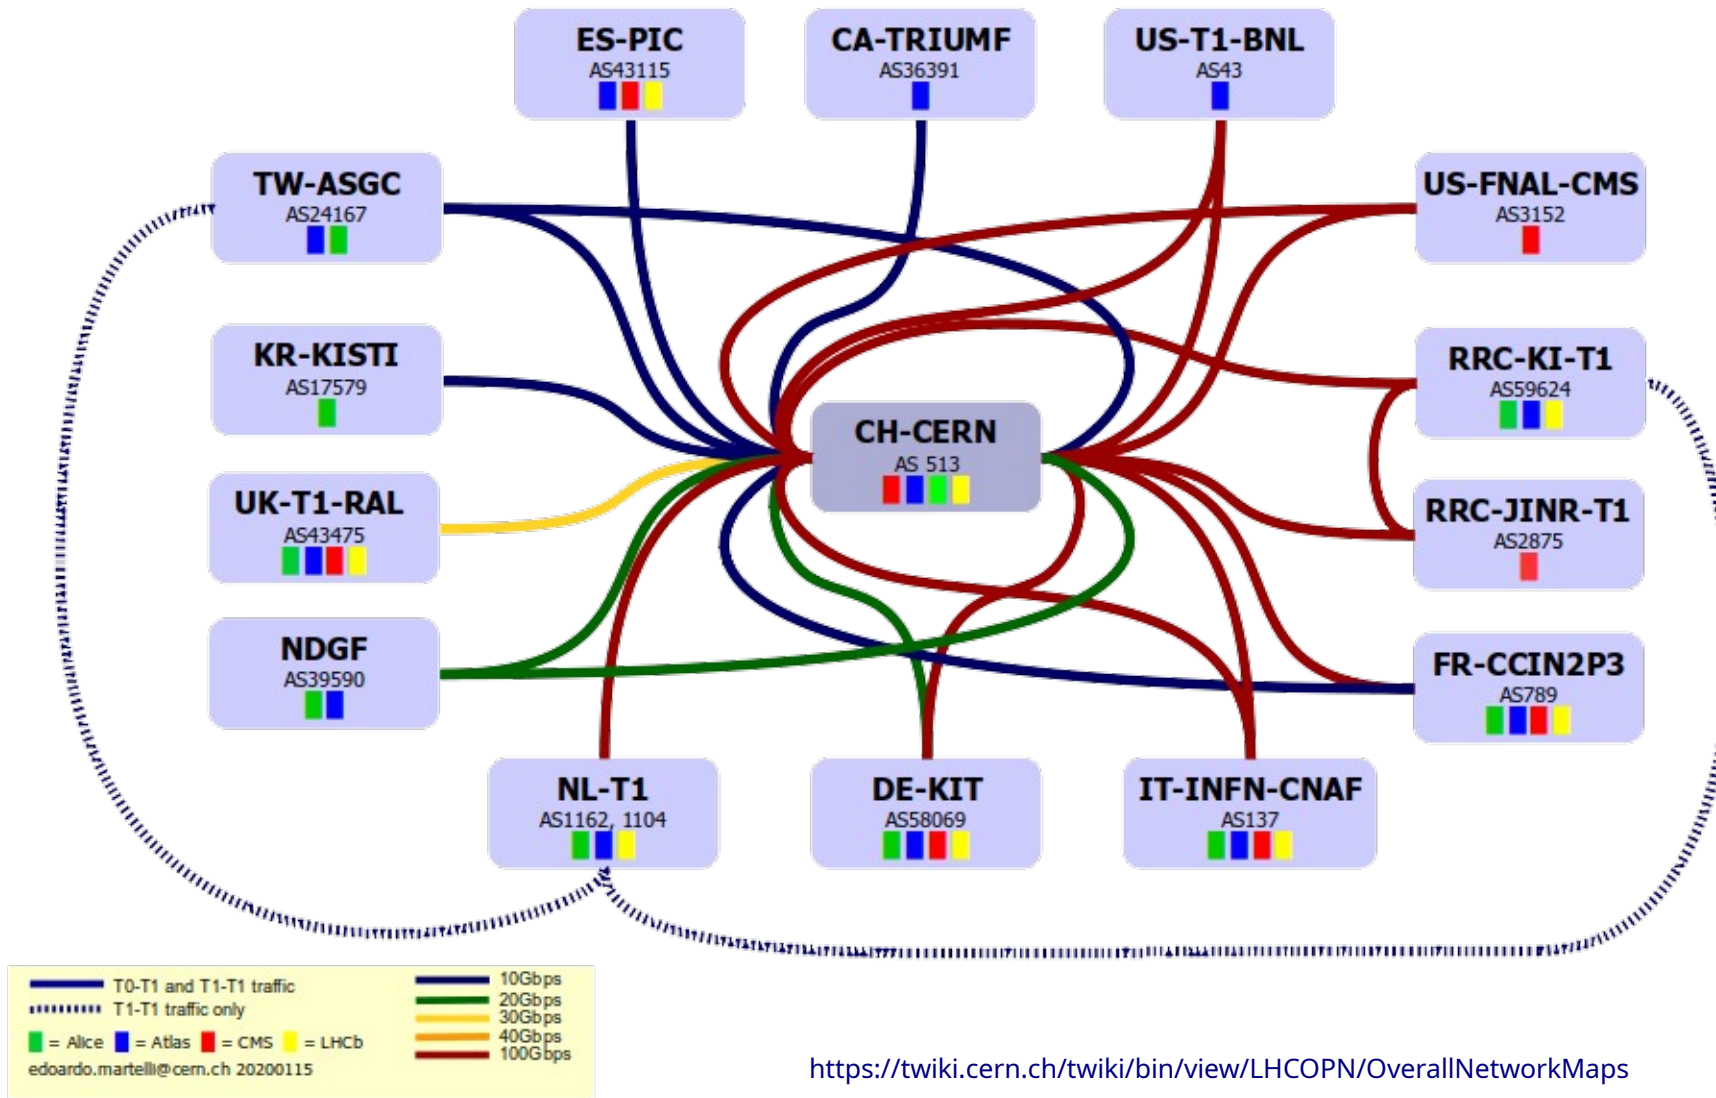 ES-PIC
AS43115
CA-TRIUMF
AS36391
US-T1-BNL
AS43
TW-ASGC
AS24167
US-FNAL-CMS
AS3152
KR-KISTI
AS17579
RRC-KI-T1
AS59624
CH-CERN
AS 513
UK-T1-RAL
AS43475
RRC-JINR-T1
AS2875
NDGF
AS39590
FR-CCIN2P3
AS789
NL-T1
AS1162, 1104
DE-KIT
AS58069
IT-INFN-CNAF
AS137
T0-T1 and T1-T1 traffic
T1-T1 traffic only
= Alice = Atlas = CMS = LHCb
edoardo.martelli@cern.ch 20200115
10Gbps
20Gbps
30Gbps
40Gbps
100Gbps
https://twiki.cern.ch/twiki/bin/view/LHCOPN/OverallNetworkMaps